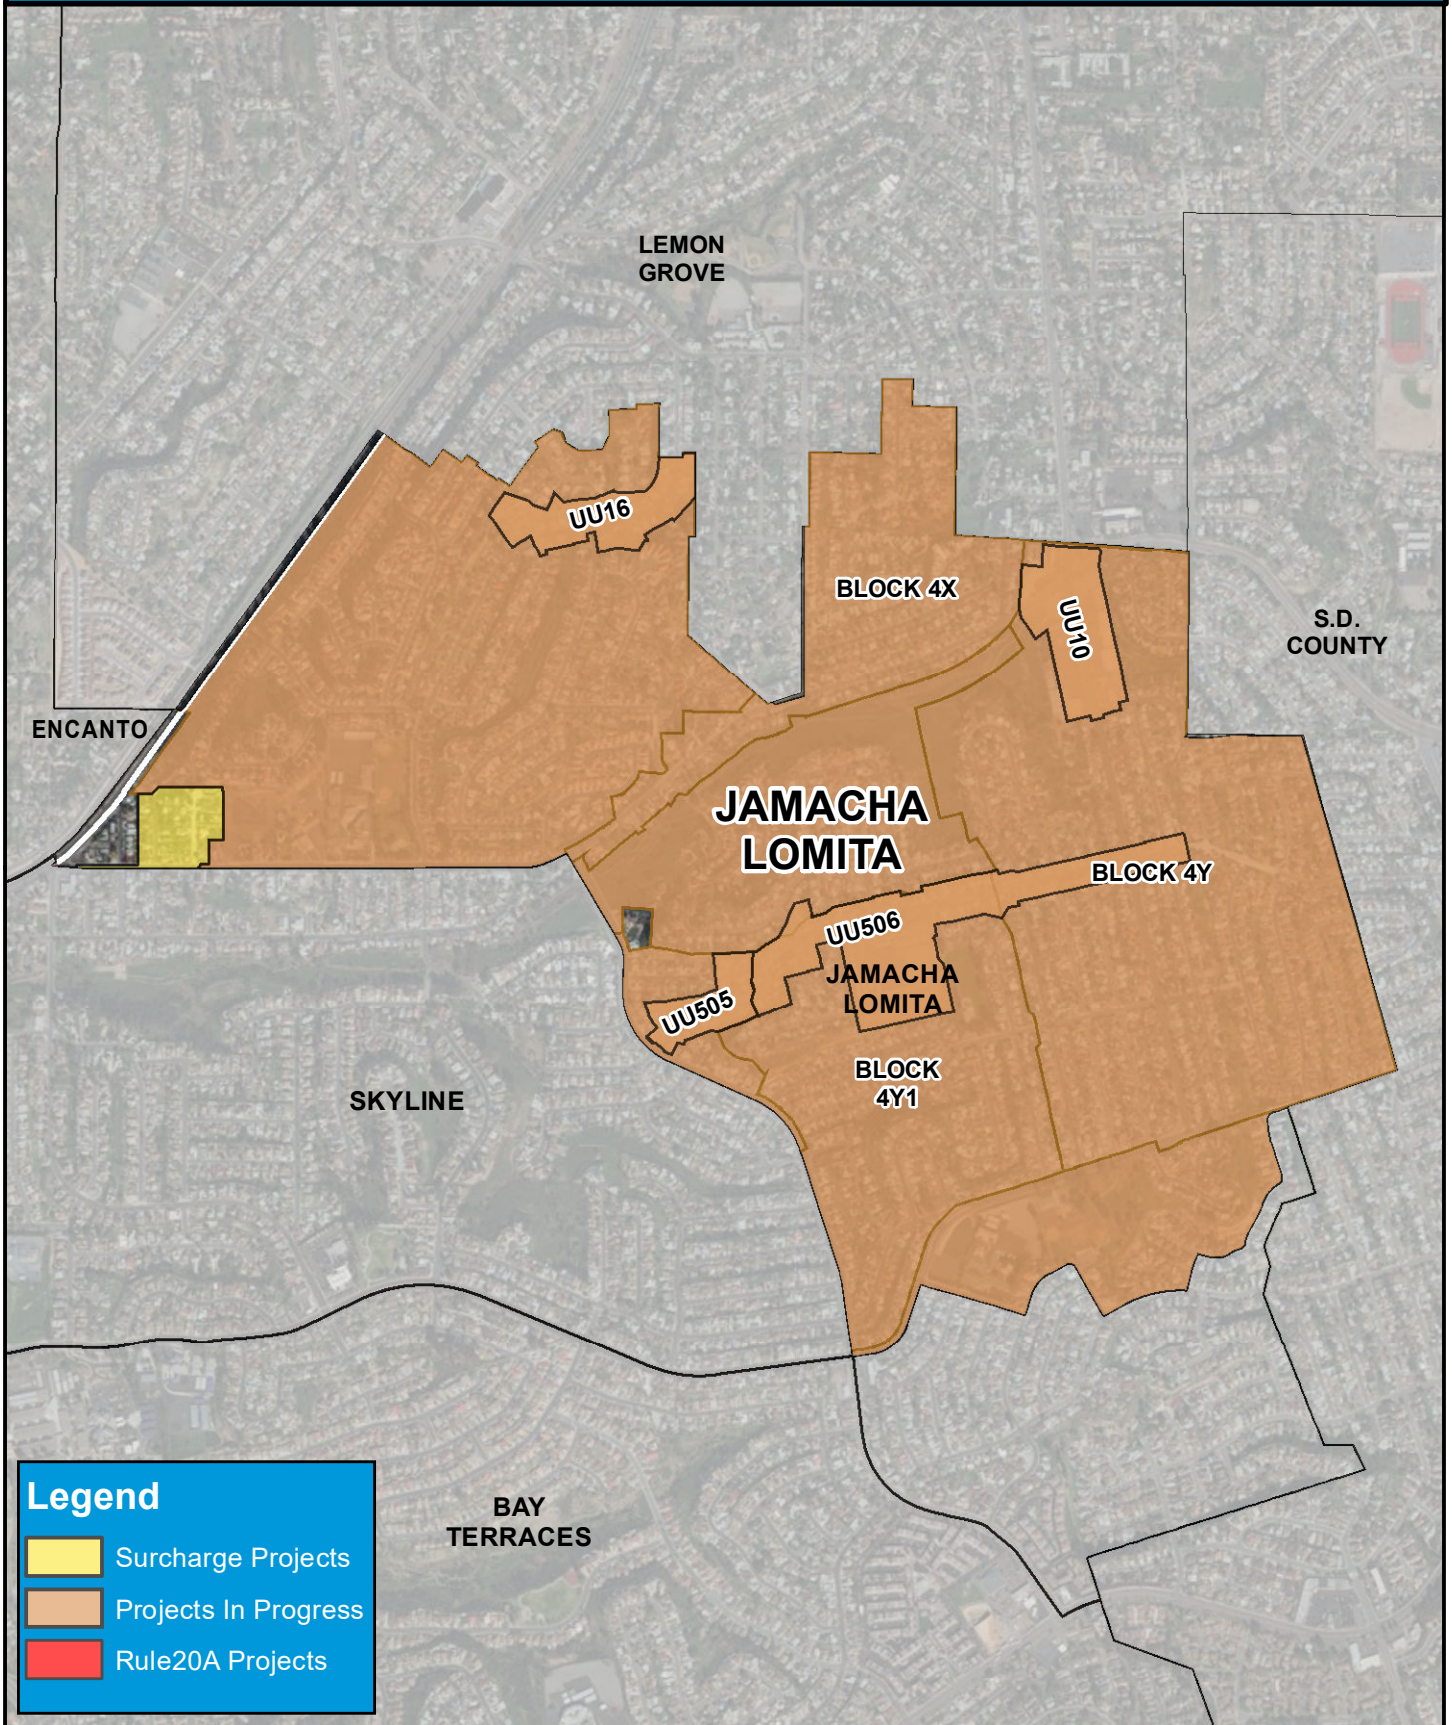 LEMON
GROVE
UU16
BLOCK 4X
UU10
S.D.
COUNTY
ENCANTO
JAMACHA
LOMITA
BLOCK 4Y
UU506
JAMACHA
LOMITA
UU505
BLOCK
4Y1
SKYLINE
BAY
TERRACES
Legend
Surcharge Projects
Projects In Progress
Rule20A Projects